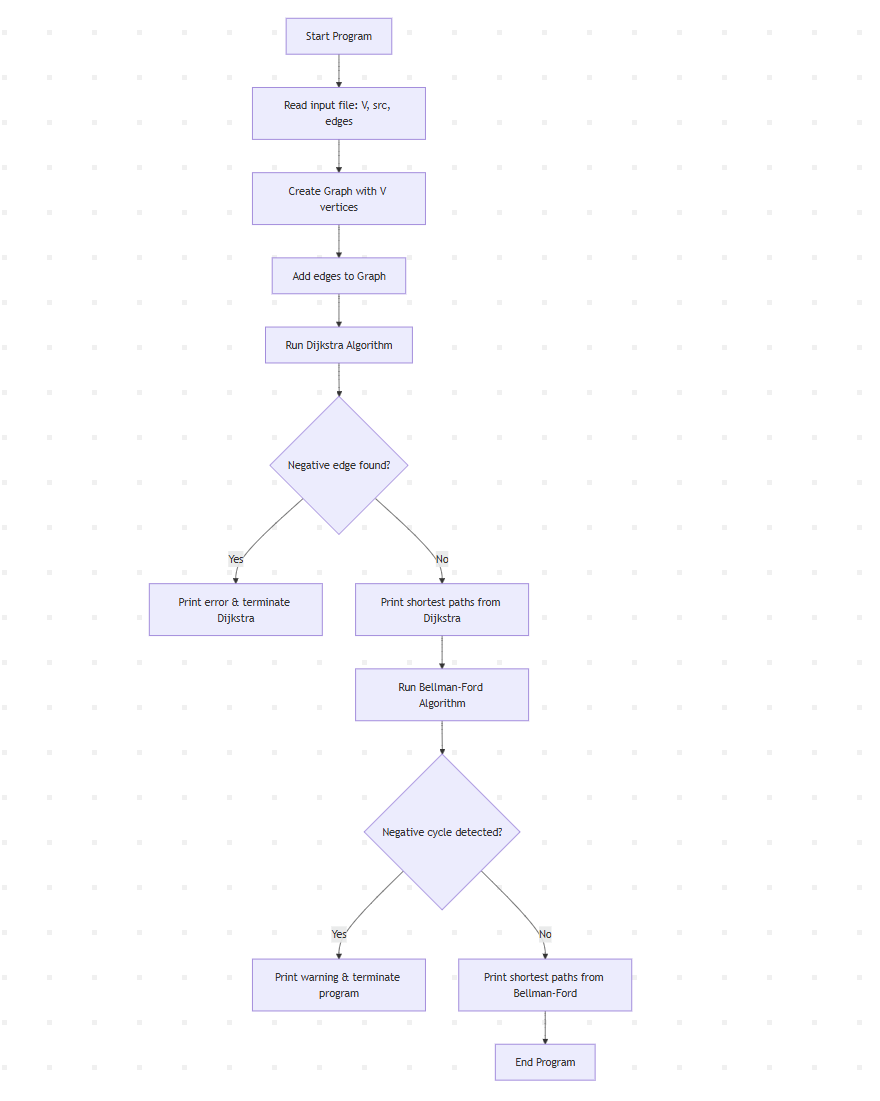 Start Program
Read input file: V, src,
edges
Create Graph with V
vertices
Add edges to Graph
Run Dijkstra Algorithm
Negative edge found?
Yes
No
Print error & terminate
Dijkstra
Print shortest paths from
Dijkstra
Run Bellman-Ford
Algorithm
Negative cycle detected?
Yes
No
Print warning & terminate
program
Print shortest paths from
Bellman-Ford
End Program